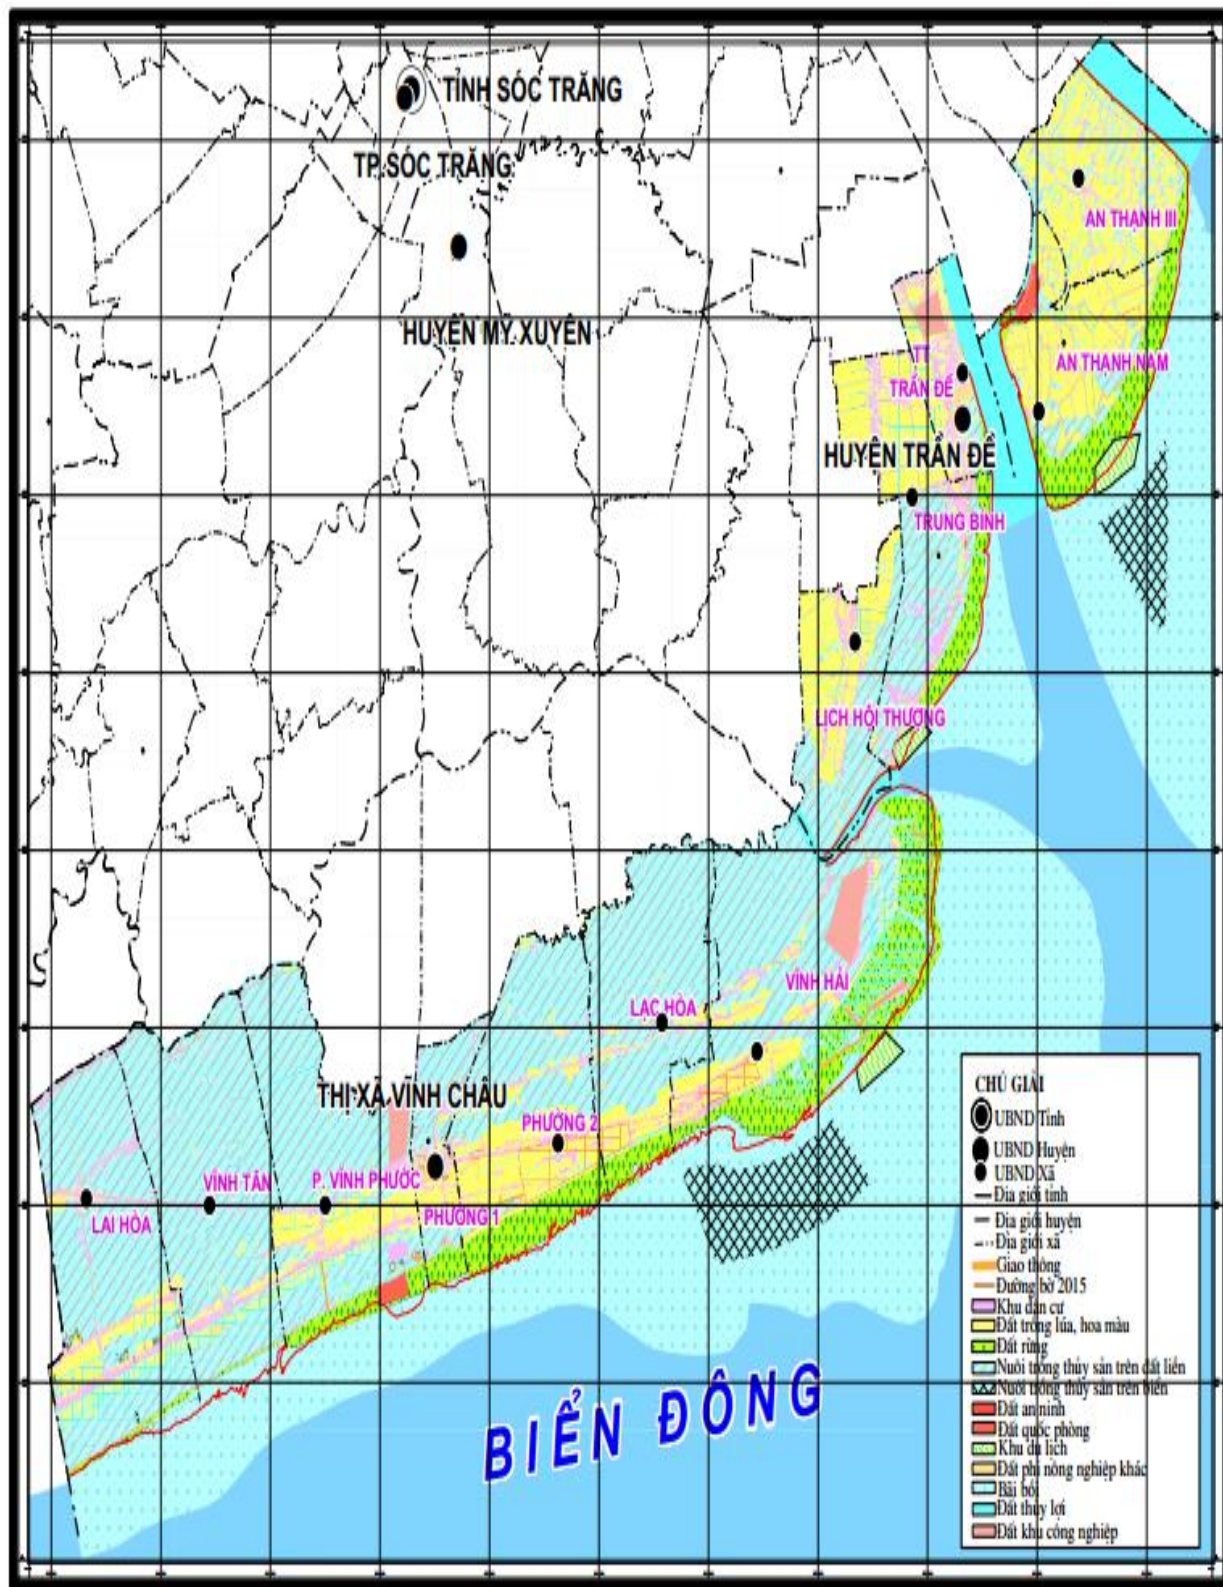 TỈNH SÓC TRĂNG
TP.SÓC TRĂNG
AN THẠNH III
HUYỆN MỸ XUYÊN
AN THẠNH NAM
TT
TRẦN ĐỀ
HUYỆN TRẦN ĐỀ
TRUNG BÌNH
LỊCH HỘI THƯỢNG
VĨNH HẢI
LẠC HÒA
THỊ XÃ VĨNH CHÂU
PHƯỜNG 2
VĨNH TÂN
P. VĨNH PHƯỚC
LAI HÒA
PHƯỜNG 1
BIỂN ĐÔNG
CHÚ GIẢI
UBND Tỉnh
UBND Huyện
UBND Xã
Địa giới tỉnh
Địa giới huyện
Địa giới xã
Giao thông
Đường bờ 2015
Khu dân cư
Đất trồng lúa, hoa màu
Đất rừng
Nuôi trồng thủy sản trên đất liền
Nuôi trồng thủy sản trên biển
Đất an ninh
Đất quốc phòng
Khu du lịch
Đất phi nông nghiệp khác
Bãi bồi
Đất thủy lợi
Đất khu công nghiệp